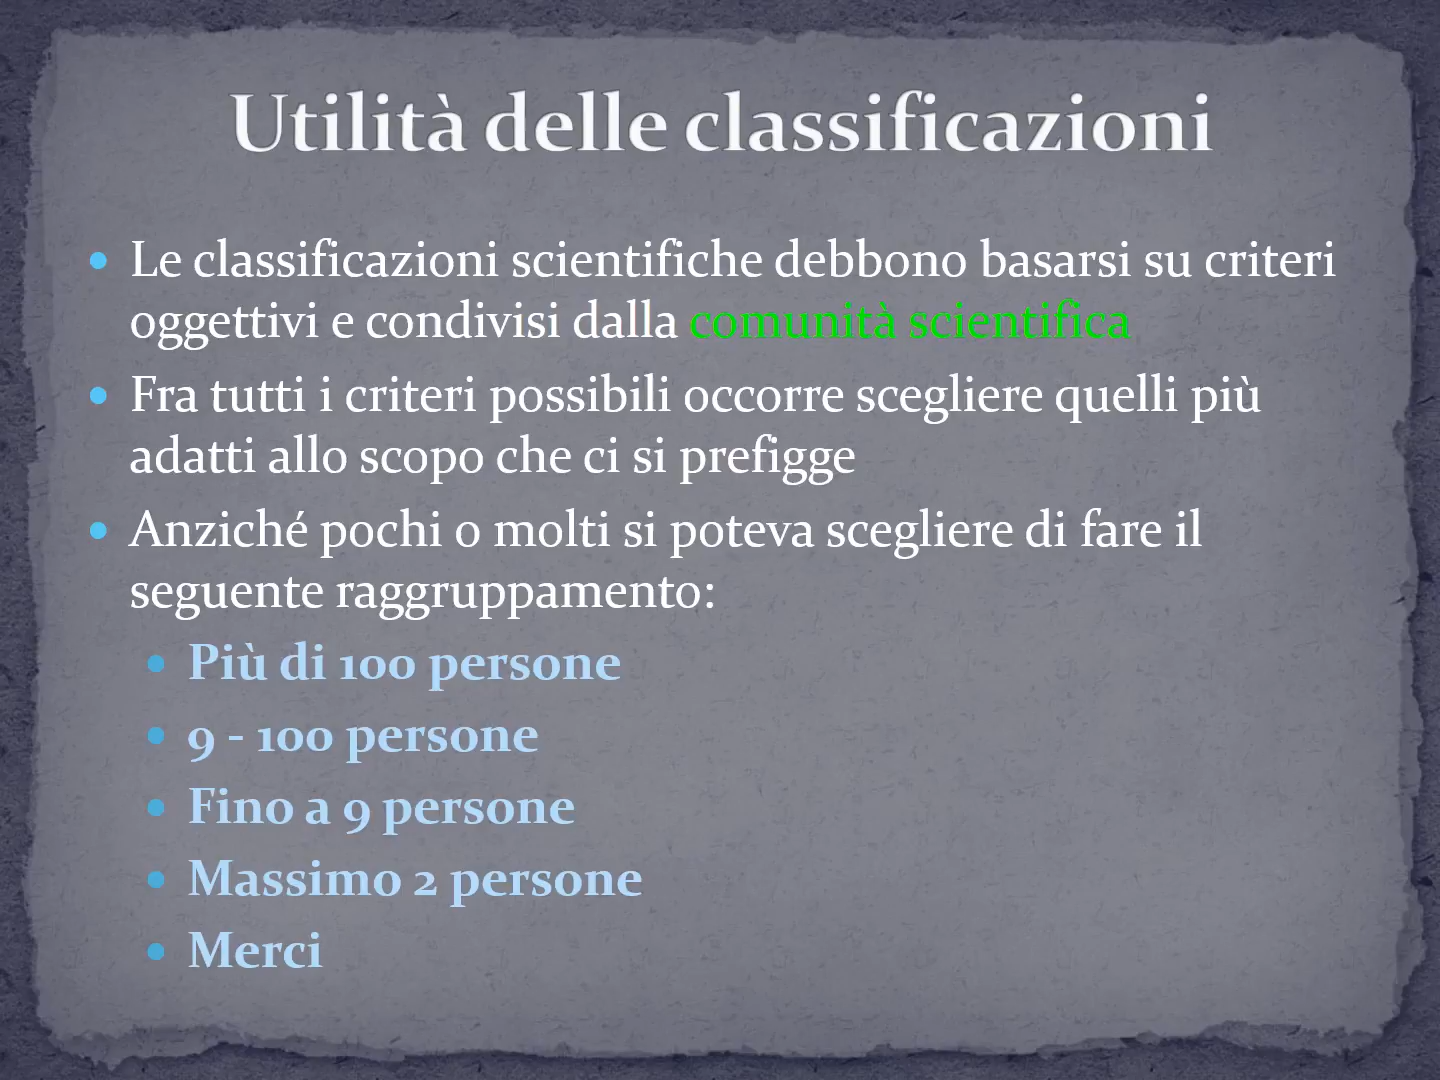 Utilità delle classificazioni
• Le classificazioni scientifiche debbono basarsi su criteri
oggettivi e condivisi dalla comunità scientifica
• Fra tutti i criteri possibili occorre scegliere quelli più
adatti allo scopo che ci si prefigge
• Anziché pochi o molti si poteva scegliere di fare il
seguente raggruppamento:
• Più di 100 persone
• 9 - 100 persone
• Fino a 9 persone
• Massimo 2 persone
• Merci